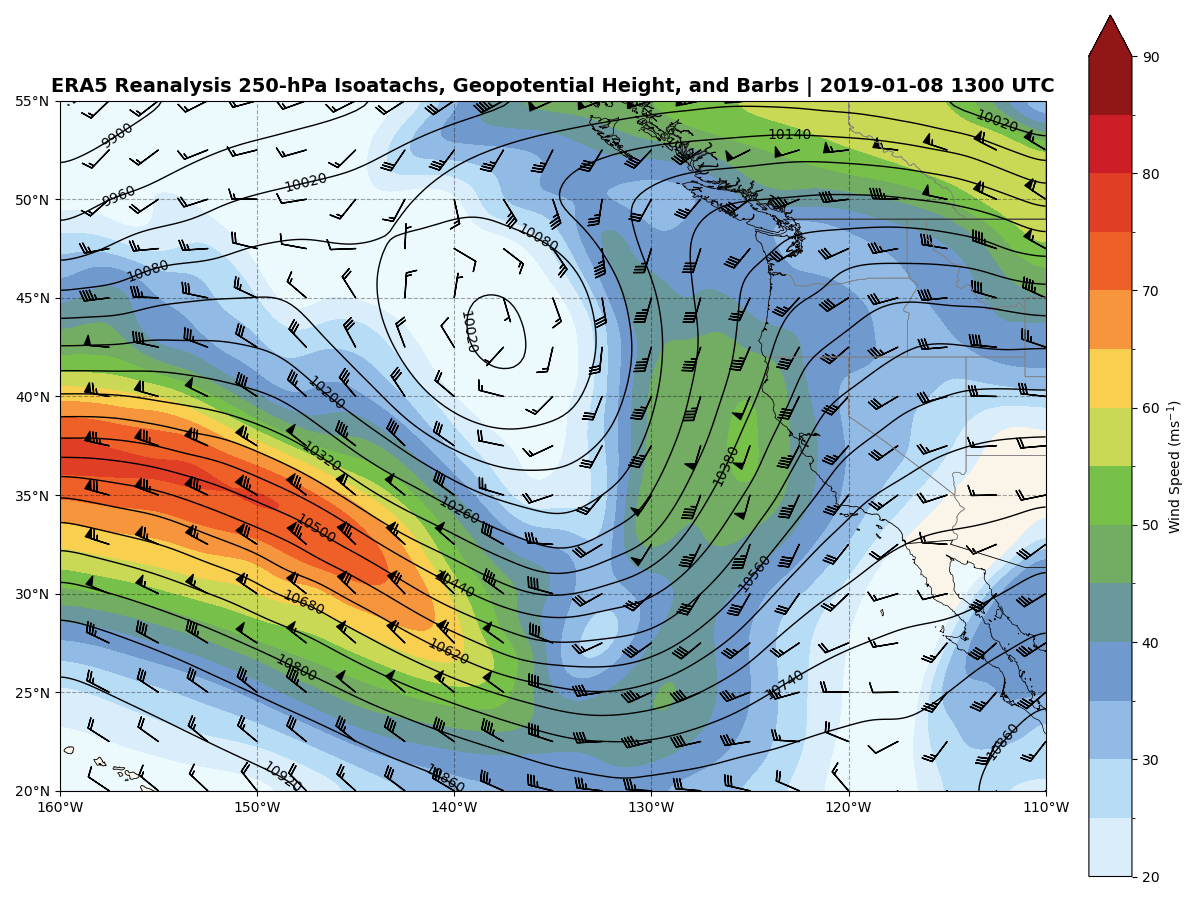 ERA5 Reanalysis 250-hPa Isoatachs, Geopotential Height, and Barbs | 2019-01-08 1300 UTC
55°N
50°N
45°N
40°N
35°N
30°N
25°N
20°N
160°W
150°W
140°W
130°W
120°W
110°W
9900
9960
10020
10080
10080
10020
10140
10020
10200
10320
10260
10380
10500
10440
10560
10680
10620
10800
10740
10920
10860
10860
90
80
70
60
50
40
30
20
Wind Speed (ms⁻¹)